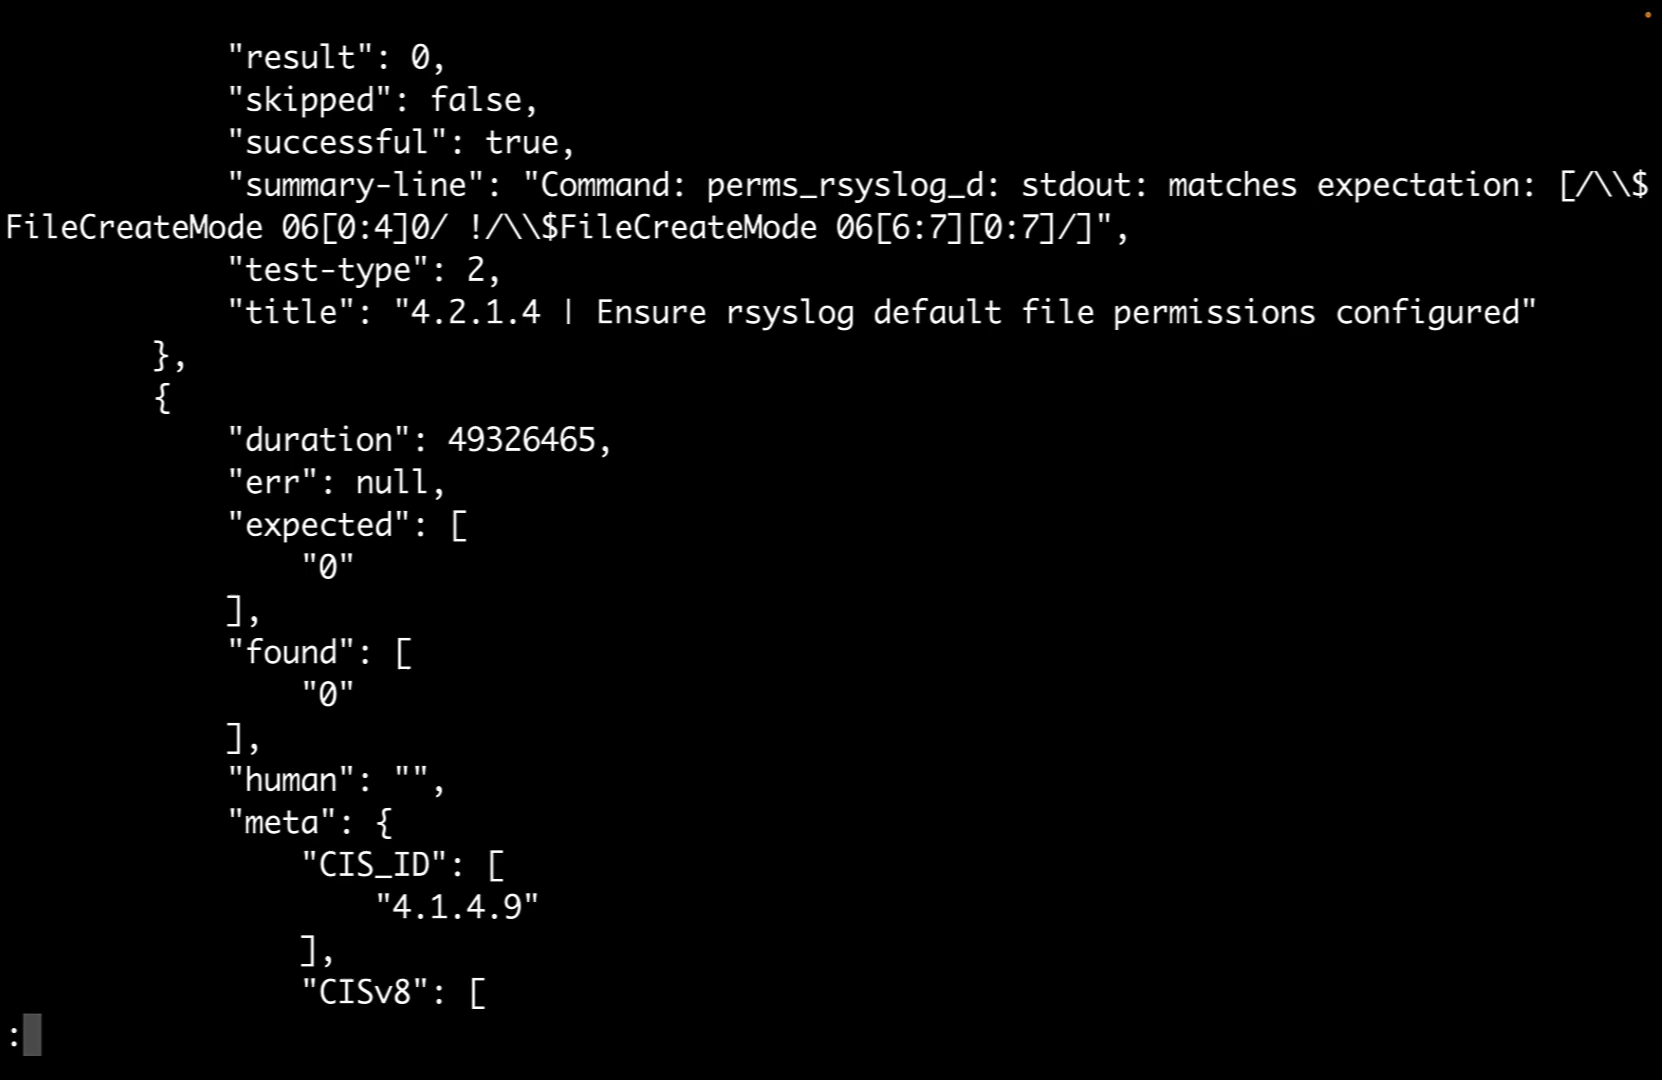 "result": 0,
"skipped": false,
"successful": true,
"summary-line": "Command: perms_rsyslog_d: stdout: matches expectation: [/\\$
FileCreateMode 06[0:4]0/ !/\\$FileCreateMode 06[6:7][0:7]/]",
"test-type": 2,
"title": "4.2.1.4 | Ensure rsyslog default file permissions configured"
},
{
"duration": 49326465,
"err": null,
"expected": [
"0"
],
"found": [
"0"
],
"human": "",
"meta": {
"CIS_ID": [
"4.1.4.9"
],
"CISv8": [
: